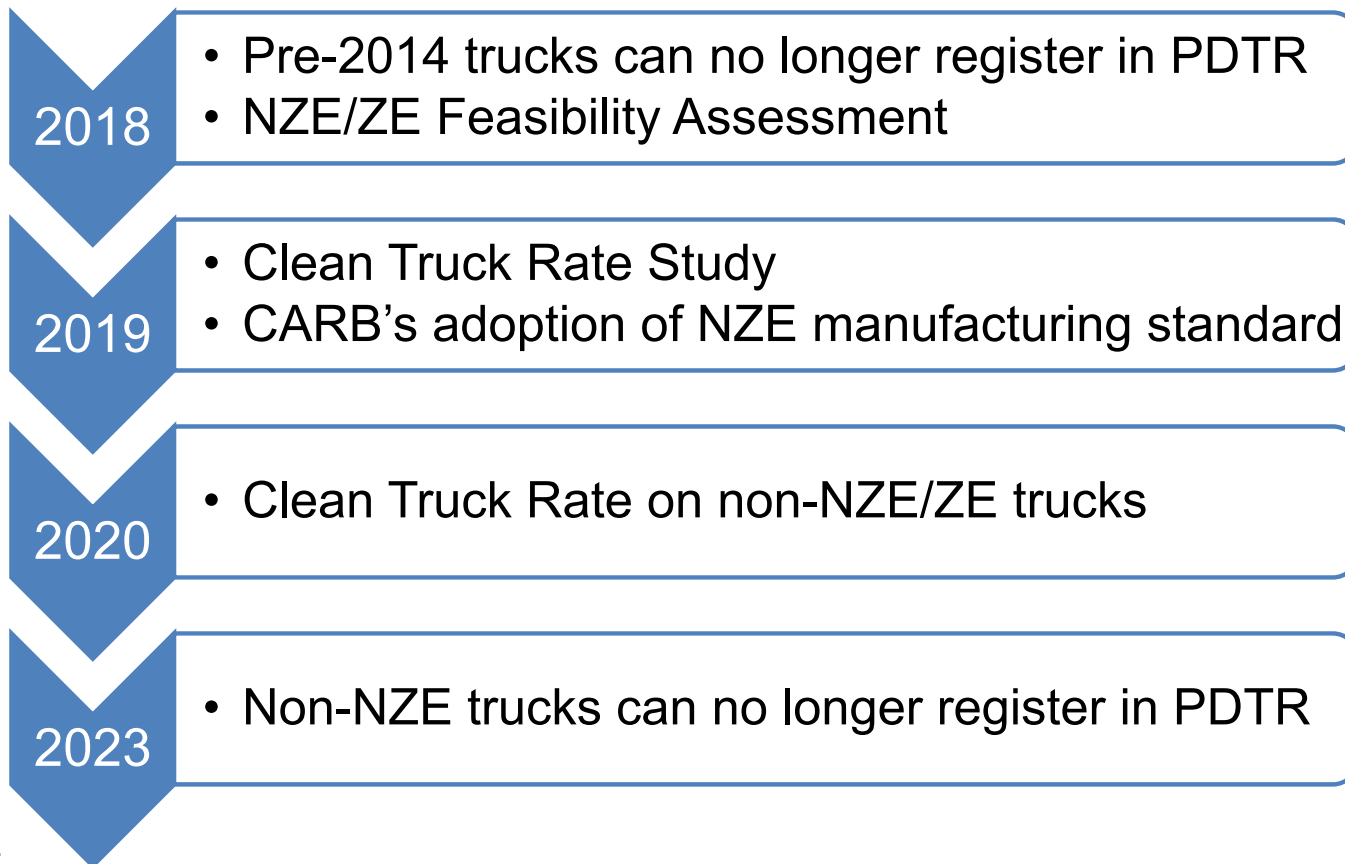 2018
• Pre-2014 trucks can no longer register in PDTR
• NZE/ZE Feasibility Assessment
2019
• Clean Truck Rate Study
• CARB’s adoption of NZE manufacturing standard
2020
• Clean Truck Rate on non-NZE/ZE trucks
2023
• Non-NZE trucks can no longer register in PDTR